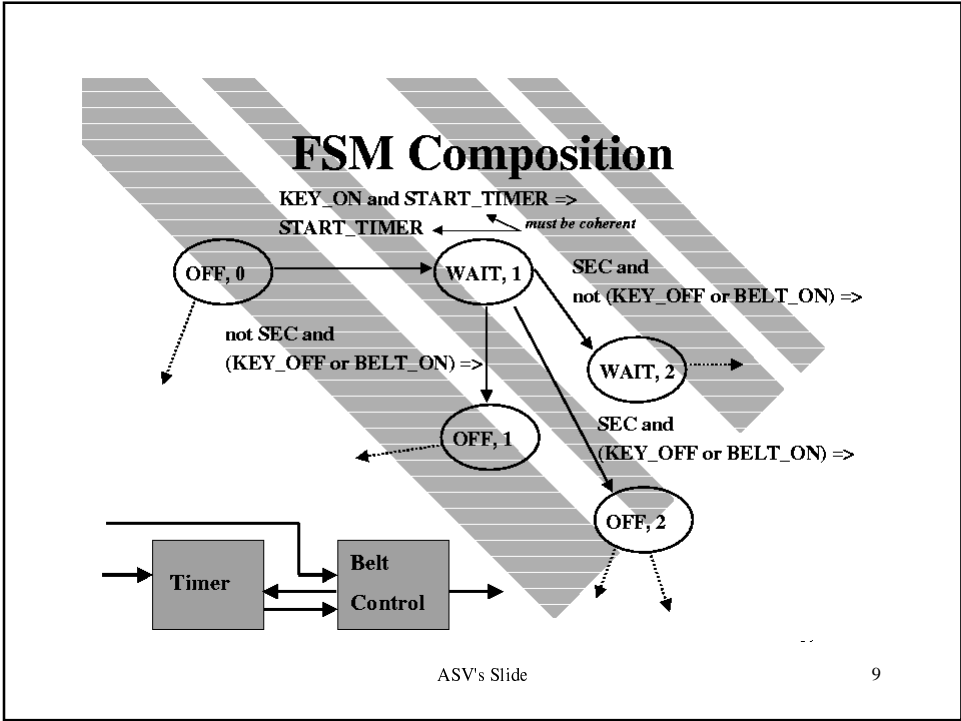 FSM Composition
KEY_ON and START_TIMER =>
START_TIMER
must be coherent
OFF, 0
WAIT, 1
SEC and
not (KEY_OFF or BELT_ON) =>
not SEC and
(KEY_OFF or BELT_ON) =>
WAIT, 2
OFF, 1
SEC and
(KEY_OFF or BELT_ON) =>
OFF, 2
Timer
Belt
Control
ASV's Slide
9